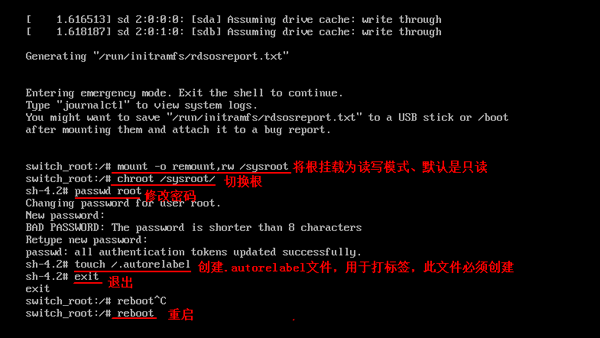 [    1.616513] sd 2:0:0:0: [sda] Assuming drive cache: write through
[    1.618187] sd 2:0:1:0: [sdb] Assuming drive cache: write through
Generating "/run/initramfs/rdsosreport.txt"
Entering emergency mode. Exit the shell to continue.
Type "journalctl" to view system logs.
You might want to save "/run/initramfs/rdsosreport.txt" to a USB stick or /boot
after mounting them and attach it to a bug report.
switch_root:/# mount -o remount,rw /sysroot 将根挂载为读写模式、默认是只读
switch_root:/# chroot /sysroot/ 切换根
sh-4.2# passwd root 修改密码
Changing password for user root.
New password:
BAD PASSWORD: The password is shorter than 8 characters
Retype new password:
passwd: all authentication tokens updated successfully.
sh-4.2# touch /.autorelabel 创建.autorelabel文件，用于打标签，此文件必须创建
sh-4.2# exit 退出
exit
switch_root:/# reboot^C
switch_root:/# reboot 重启